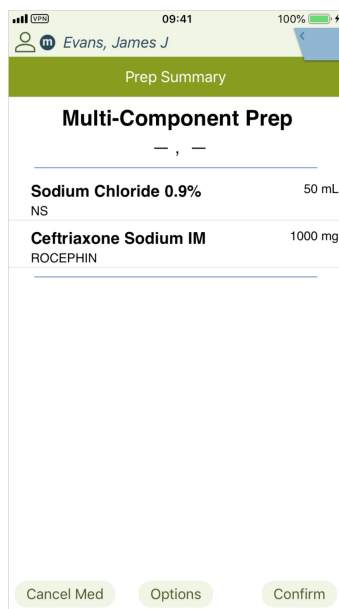 VPN 09:41 100%
m Evans, James J
Prep Summary
Multi-Component Prep
— , —
Sodium Chloride 0.9% 50 mL
NS
Ceftriaxone Sodium IM 1000 mg
ROCEPHIN
Cancel Med Options Confirm